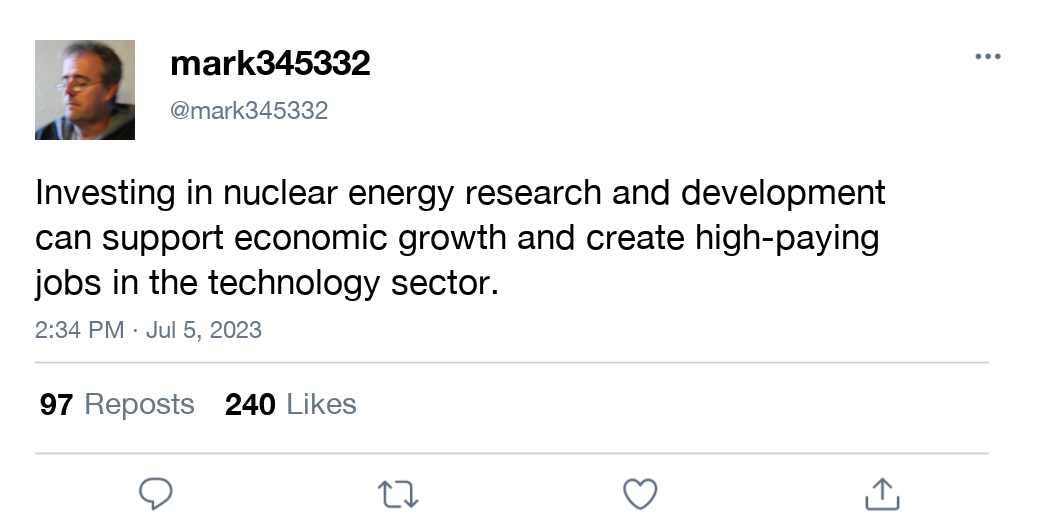 mark345332
@mark345332
Investing in nuclear energy research and development
can support economic growth and create high-paying
jobs in the technology sector.
2:34 PM · Jul 5, 2023
97 Reposts 240 Likes